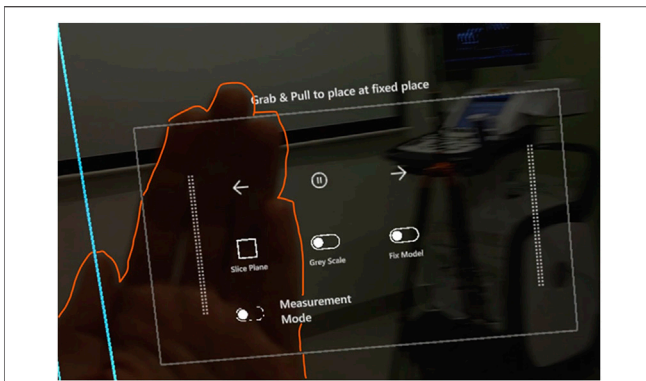 Grab & Pull to place at fixed place
Slice Plane
Grey Scale
Fix Model
Measurement
Mode